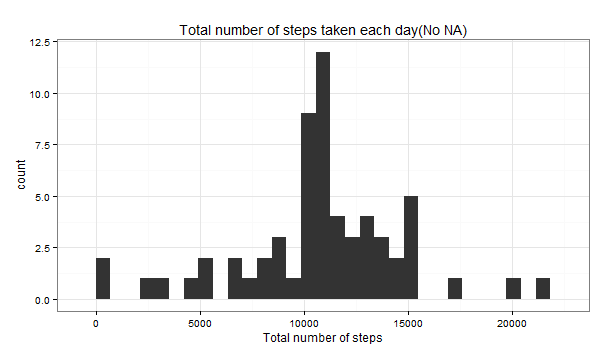 Total number of steps taken each day(No NA)
12.5
10.0
7.5
5.0
2.5
0.0
count
0 5000 10000 15000 20000
Total number of steps